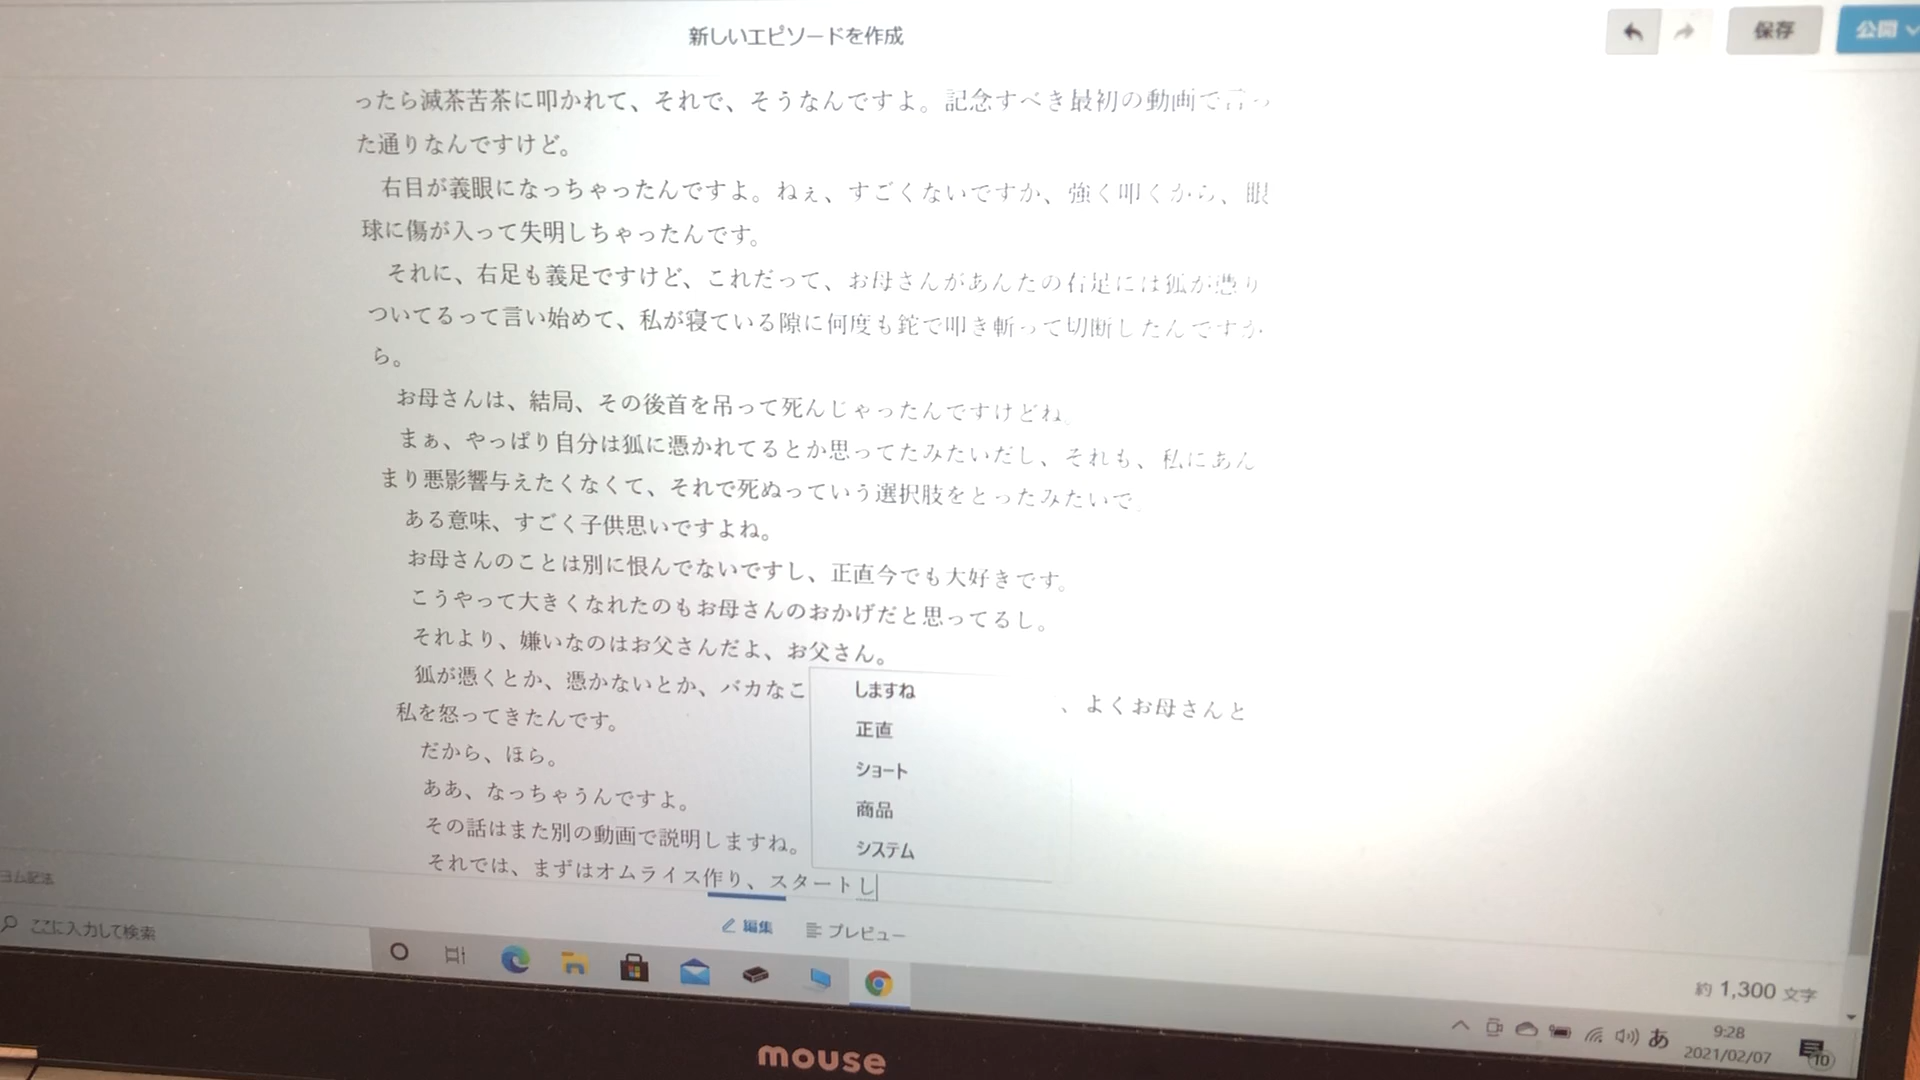 新しいエピソードを作成
保存
公開
ったら滅茶苦茶に叩かれて、それで、そうなんですよ。記念すべき最初の動画で言っ
た通りなんですけど。
右目が義眼になっちゃったんですよ。ねぇ、すごくないですか、強く叩くから、眼
球に傷が入って失明しちゃったんです。
それに、右足も義足ですけど、これだって、お母さんがあんたの右足には狐が憑り
ついてるって言い始めて、私が寝ている隙に何度も鉈で叩き斬って切断したんですか
ら。
お母さんは、結局、その後首を吊って死んじゃったんですけどね。
まぁ、やっぱり自分は狐に憑かれてるとか思ってたみたいだし、それも、私にあん
まり悪影響与えたくなくて、それで死ぬっていう選択肢をとったみたいで
ある意味、すごく子供思いですよね。
お母さんのことは別に恨んでないですし、正直今でも大好きです。
こうやって大きくなれたのもお母さんのおかげだと思ってるし。
それより、嫌いなのはお父さんだよ、お父さん。
狐が憑くとか、憑かないとか、バカなこ 、よくお母さんと
私を怒ってきたんです。
だから、ほら。
ああ、なっちゃうんですよ。
その話はまた別の動画で説明しますね。
それでは、まずはオムライス作り、スタートし
しますね
正直
ショート
商品
システム
ヨム記法
編集
プレビュー
約 1,300 文字
ここに入力して検索
あ
9:28
2021/02/07
10
mouse